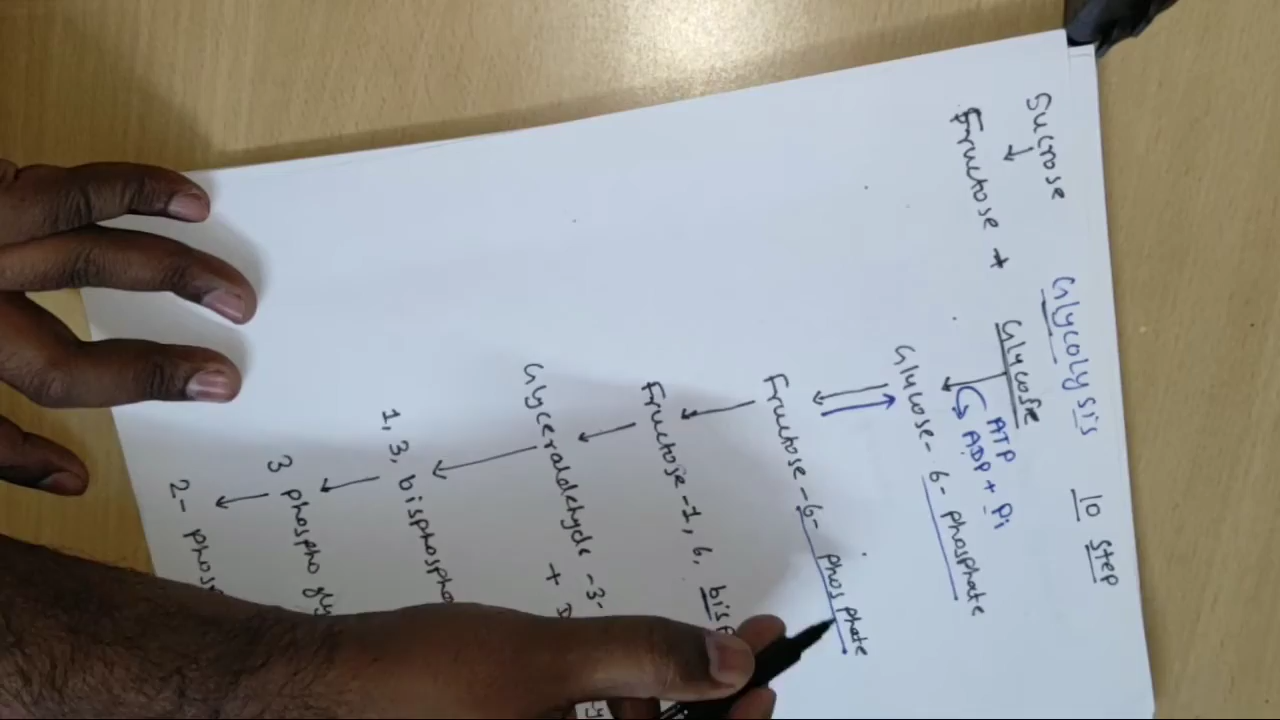 Sucrose
Glycolysis 10 step
Fructose + Glucose
ATP
ADP + Pi
Glucose-6-phosphate
Fructose-6-phosphate
Fructose-1,6,
Glyceraldehyde-3-
+
1,3, bisphospho
3 phospho gly
2-